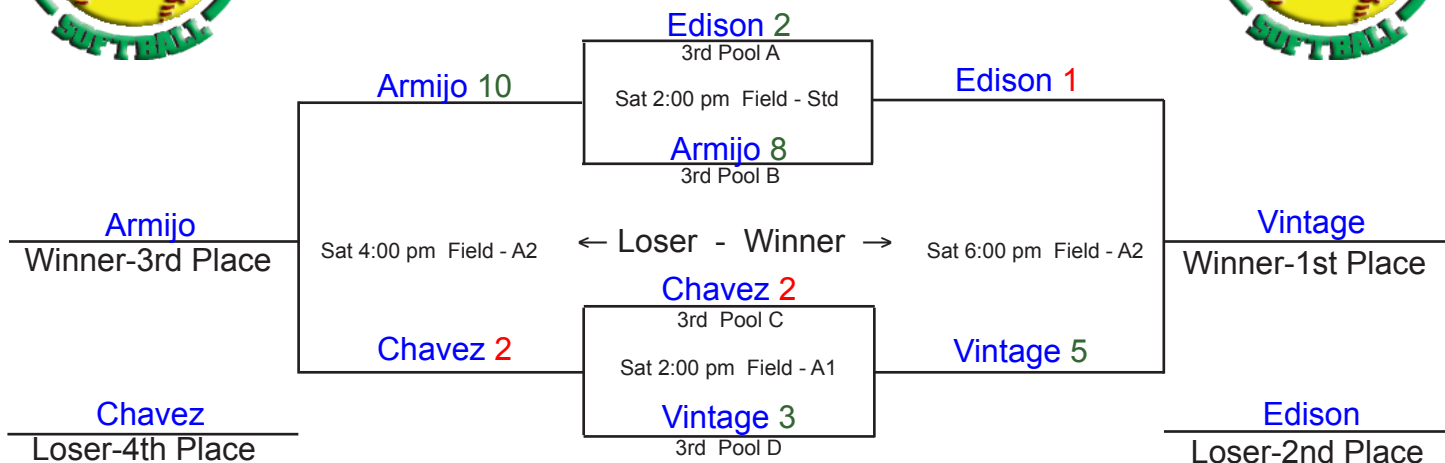 SOFTBALL
SOFTBALL
Edison 2
3rd Pool A
Armijo 10
Sat 2:00 pm Field - Std
Edison 1
Armijo 8
3rd Pool B
Armijo
Winner-3rd Place
Sat 4:00 pm Field - A2
← Loser - Winner →
Sat 6:00 pm Field - A2
Vintage
Winner-1st Place
Chavez 2
3rd Pool C
Chavez 2
Sat 2:00 pm Field - A1
Vintage 5
Vintage 3
3rd Pool D
Chavez
Loser-4th Place
Edison
Loser-2nd Place